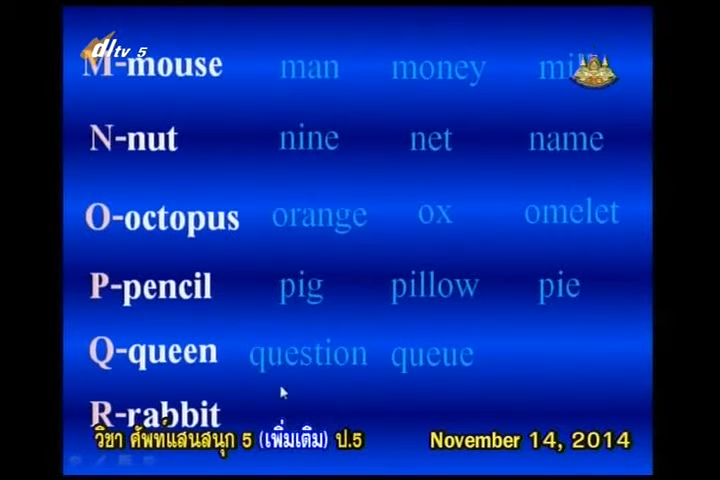 dltv 5
M-mouse man money
N-nut nine net name
O-octopus orange ox omelet
P-pencil pig pillow pie
Q-queen question queue
R-rabbit
วิชา ศัพท์แสนสนุก 5 (เพิ่มเติม) ป.5 November 14, 2014